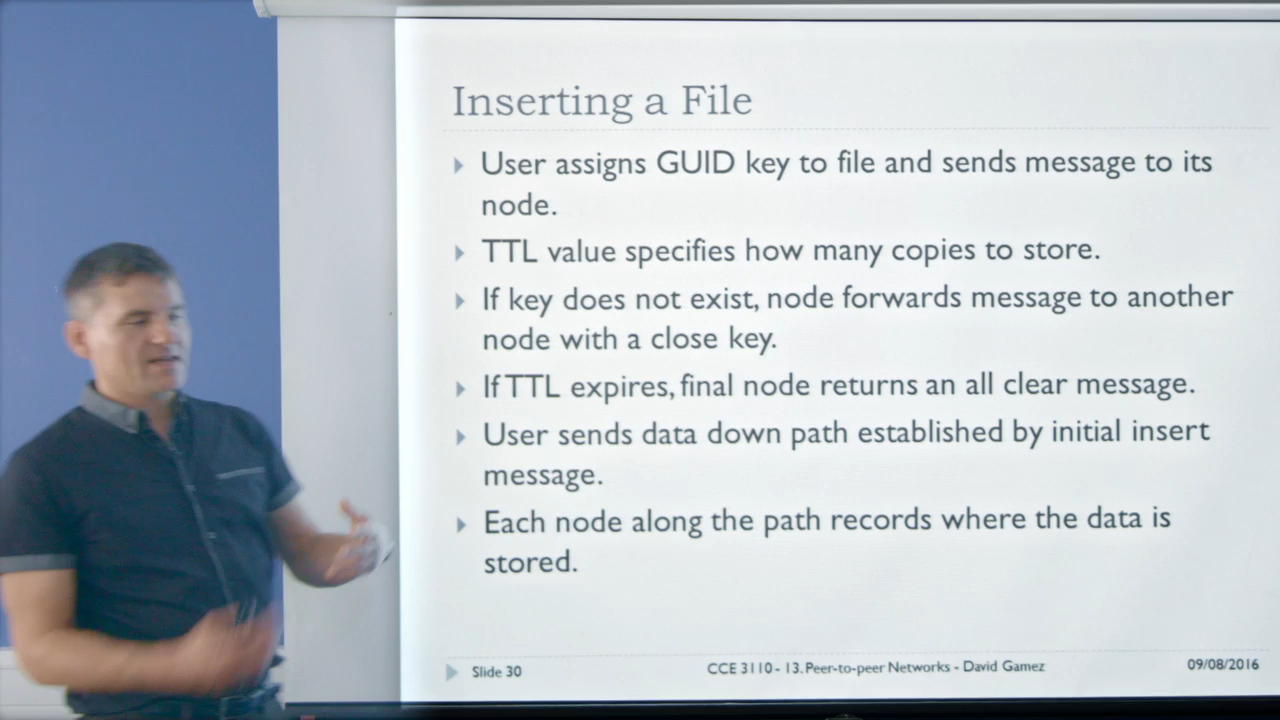 Inserting a File
User assigns GUID key to file and sends message to its
node.
TTL value specifies how many copies to store.
If key does not exist, node forwards message to another
node with a close key.
If TTL expires, final node returns an all clear message.
User sends data down path established by initial insert
message.
Each node along the path records where the data is
stored.
Slide 30
CCE 3110 - 13. Peer-to-peer Networks - David Gamez
09/08/2016